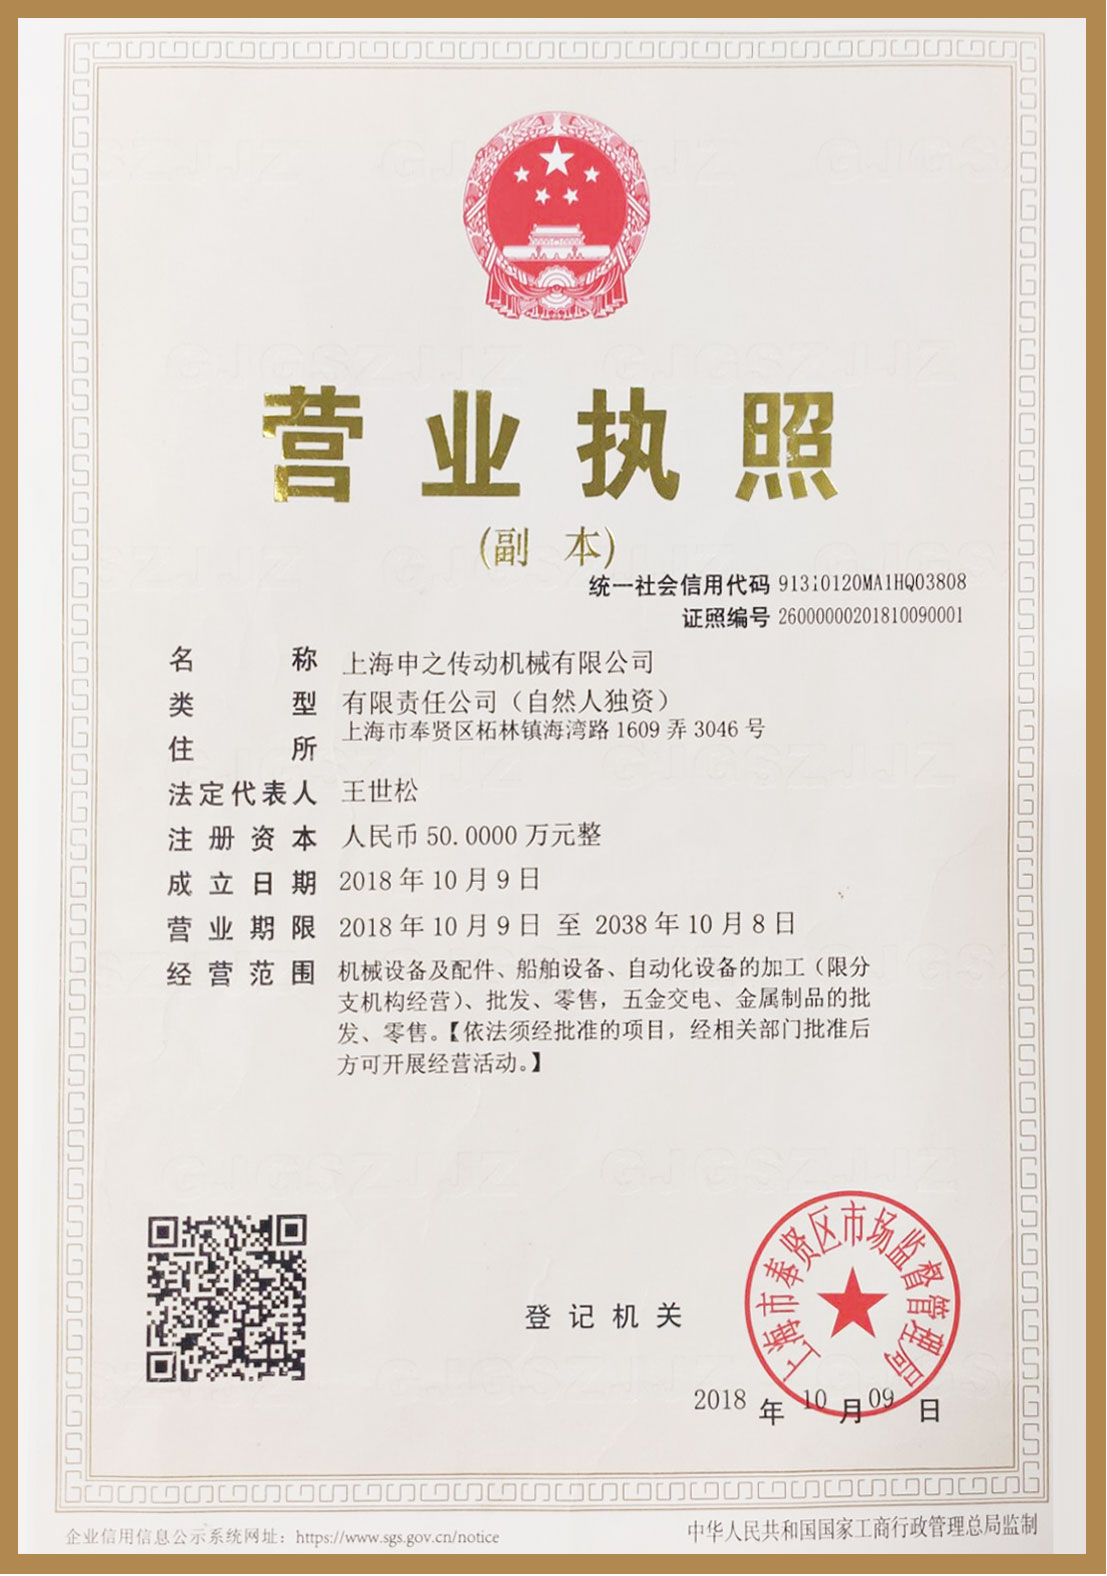 营业执照
(副 本)
统一社会信用代码 91310120MA1HQ03808
证照编号 26000000201810090001
名 称 上海申之传动机械有限公司
类 型 有限责任公司（自然人独资）
住 所 上海市奉贤区柘林镇海湾路 1609 弄 3046 号
法定代表人 王世松
注册资本 人民币 50.0000 万元整
成立日期 2018 年 10 月 9 日
营业期限 2018 年 10 月 9 日 至 2038 年 10 月 8 日
经营范围 机械设备及配件、船舶设备、自动化设备的加工（限分
支机构经营）、批发、零售，五金交电、金属制品的批
发、零售。【依法须经批准的项目，经相关部门批准后
方可开展经营活动。】
上海市奉贤区市场监督管理局
登记机关
2018 年 10 月 09 日
企业信用信息公示系统网址：https://www.sgs.gov.cn/notice
中华人民共和国国家工商行政管理总局监制